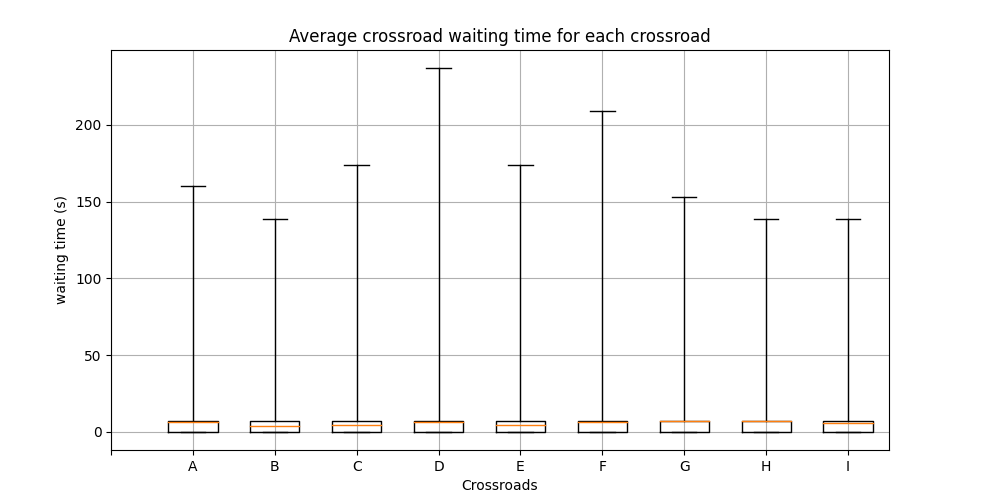 Average crossroad waiting time for each crossroad
waiting time (s)
200
150
100
50
0
A B C D E F G H I
Crossroads